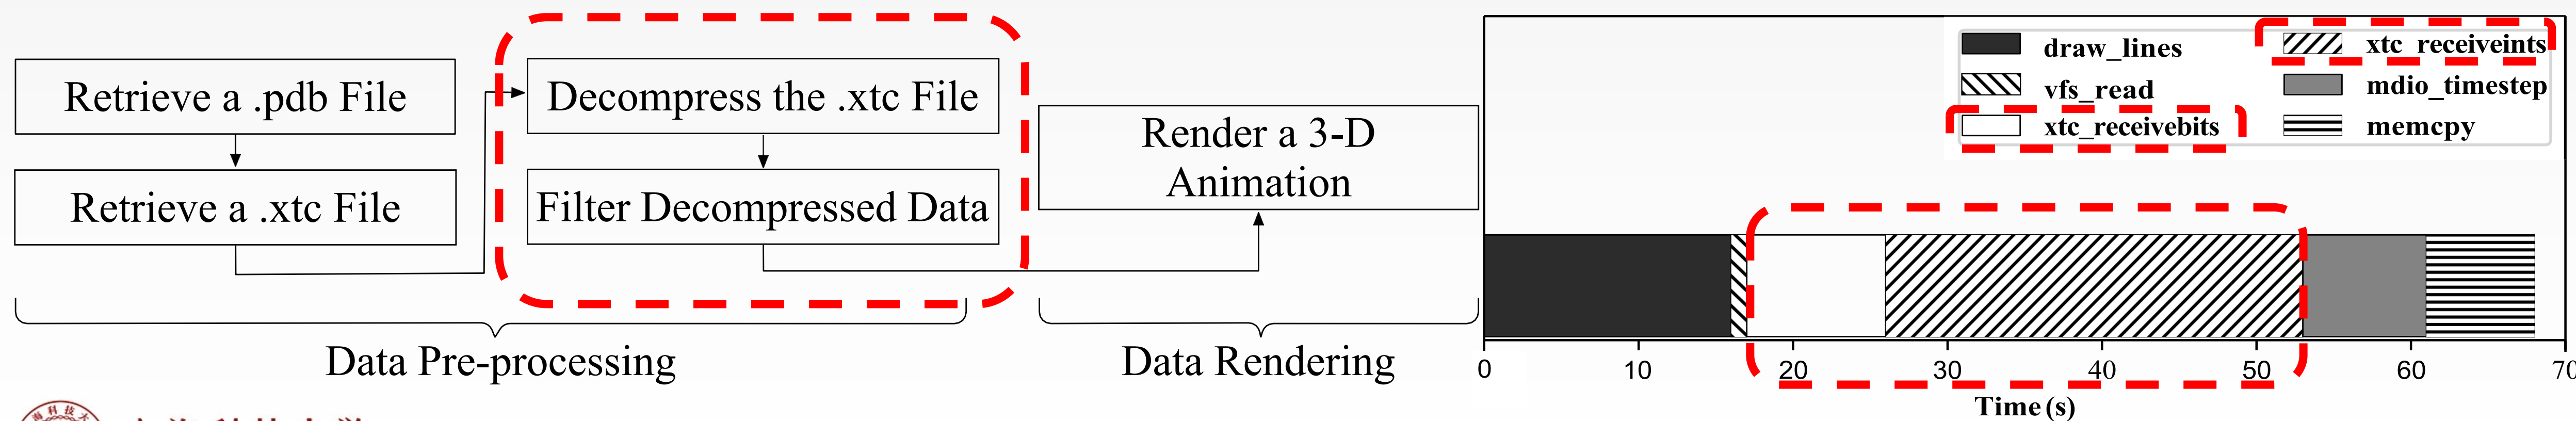 Retrieve a .pdb File
Retrieve a .xtc File
Decompress the .xtc File
Filter Decompressed Data
Render a 3-D
Animation
Data Pre-processing
Data Rendering
draw_lines
vfs_read
xtc_receivebits
xtc_receiveints
mdio_timestep
memcpy
0 10 20 30 40 50 60 70
Time (s)